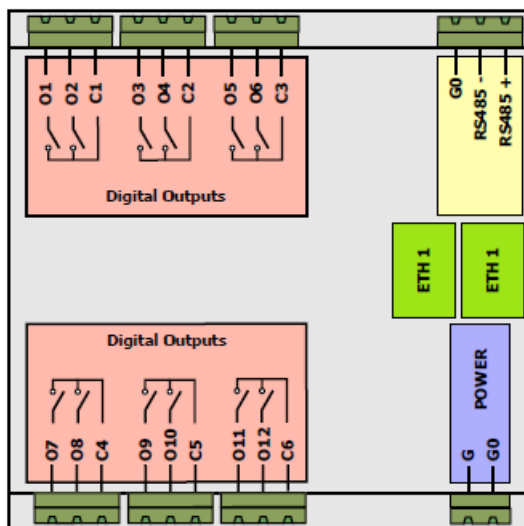 O1 O2 C1 O3 O4 C2 O5 O6 C3
G0 RS485 - RS485 +
Digital Outputs
ETH 1 ETH 1
Digital Outputs
POWER
O7 O8 C4 O9 O10 C5 O11 O12 C6
G G0